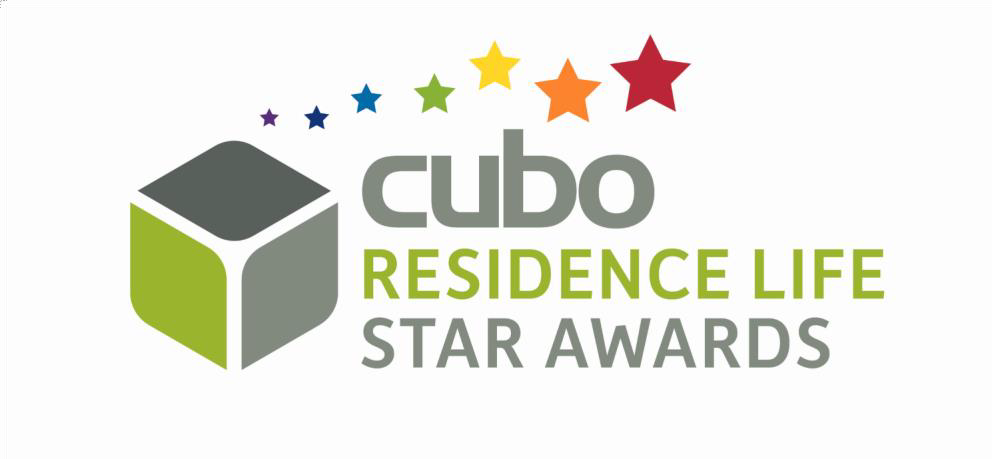 cubo
RESIDENCE LIFE
STAR AWARDS